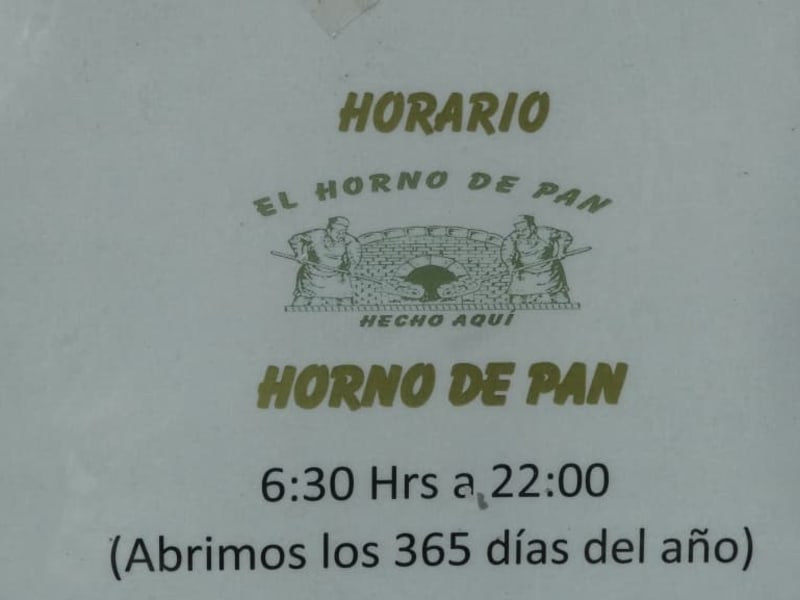 HORARIO
EL HORNO DE PAN
HECHO AQUÍ
HORNO DE PAN
6:30 Hrs a 22:00
(Abrimos los 365 días del año)